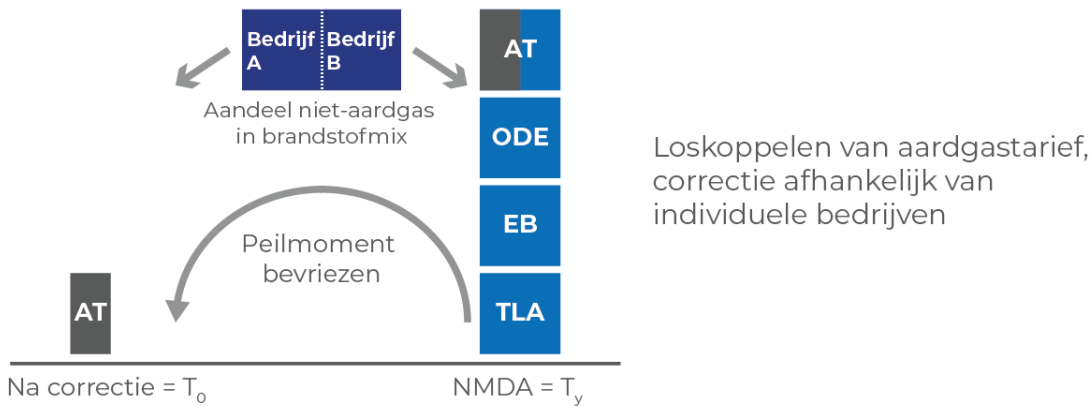 Bedrijf A
Bedrijf B
Aandeel niet-aardgas
in brandstofmix
AT
ODE
EB
TLA
Peilmoment
bevriezen
AT
Na correctie = T₀
NMDA = Tᵧ
Loskoppelen van aardgastarief,
correctie afhankelijk van
individuele bedrijven